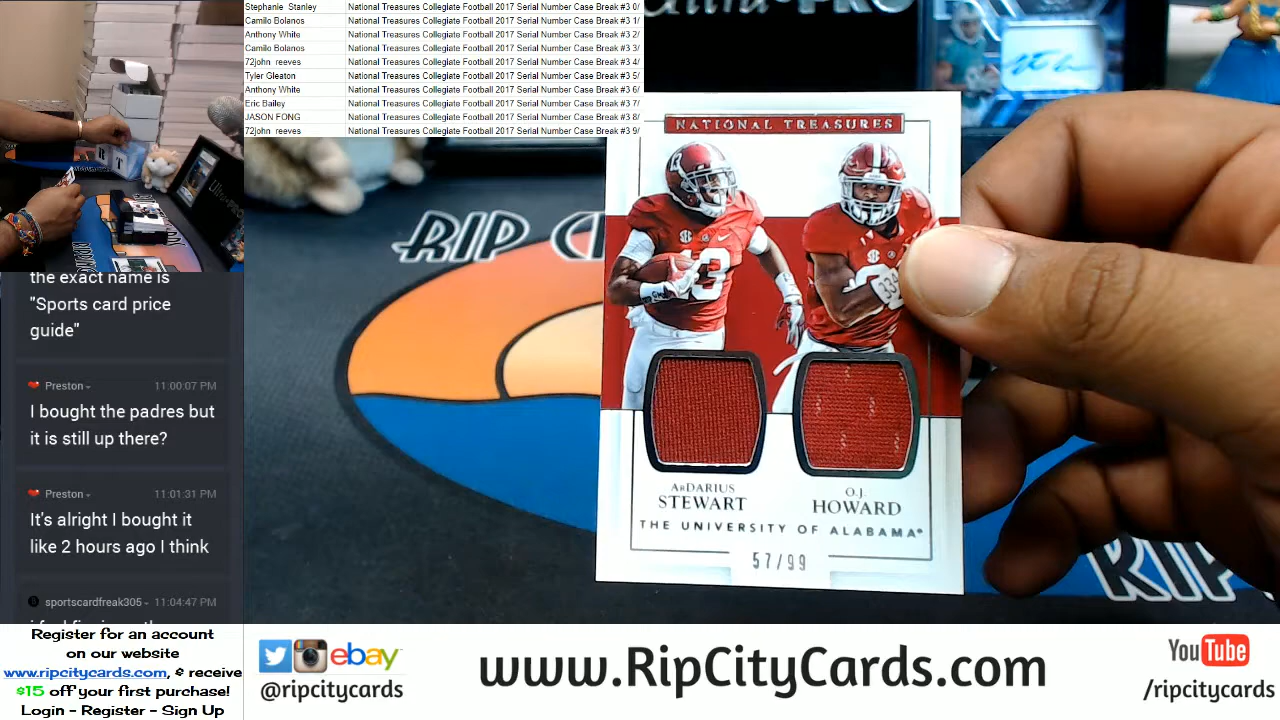 Stephanie Stanley National Treasures Collegiate Football 2017 Serial Number Case Break #3 0/
Camilo Bolanos National Treasures Collegiate Football 2017 Serial Number Case Break #3 1/
Anthony White National Treasures Collegiate Football 2017 Serial Number Case Break #3 2/
Camilo Bolanos National Treasures Collegiate Football 2017 Serial Number Case Break #3 3/
72john reeves National Treasures Collegiate Football 2017 Serial Number Case Break #3 4/
Tyler Gleaton National Treasures Collegiate Football 2017 Serial Number Case Break #3 5/
Anthony White National Treasures Collegiate Football 2017 Serial Number Case Break #3 6/
Eric Bailey National Treasures Collegiate Football 2017 Serial Number Case Break #3 7/
JASON FONG National Treasures Collegiate Football 2017 Serial Number Case Break #3 8/
72john reeves National Treasures Collegiate Football 2017 Serial Number Case Break #3 9/
the exact name is
"Sports card price
guide"
Preston 11:00:07 PM
I bought the padres but
it is still up there?
Preston 11:01:31 PM
It's alright I bought it
like 2 hours ago I think
sportscardfreak305 11:04:47 PM
RIP
NATIONAL TREASURES
13
ARDARIUS
STEWART
O.J.
HOWARD
THE UNIVERSITY OF ALABAMA®
57/99
RIP
Register for an account
on our website
www.ripcitycards.com, & receive
$15 off your first purchase!
Login - Register - Sign Up
ebay
@ripcitycards
www.RipCityCards.com
YouTube
/ripcitycards